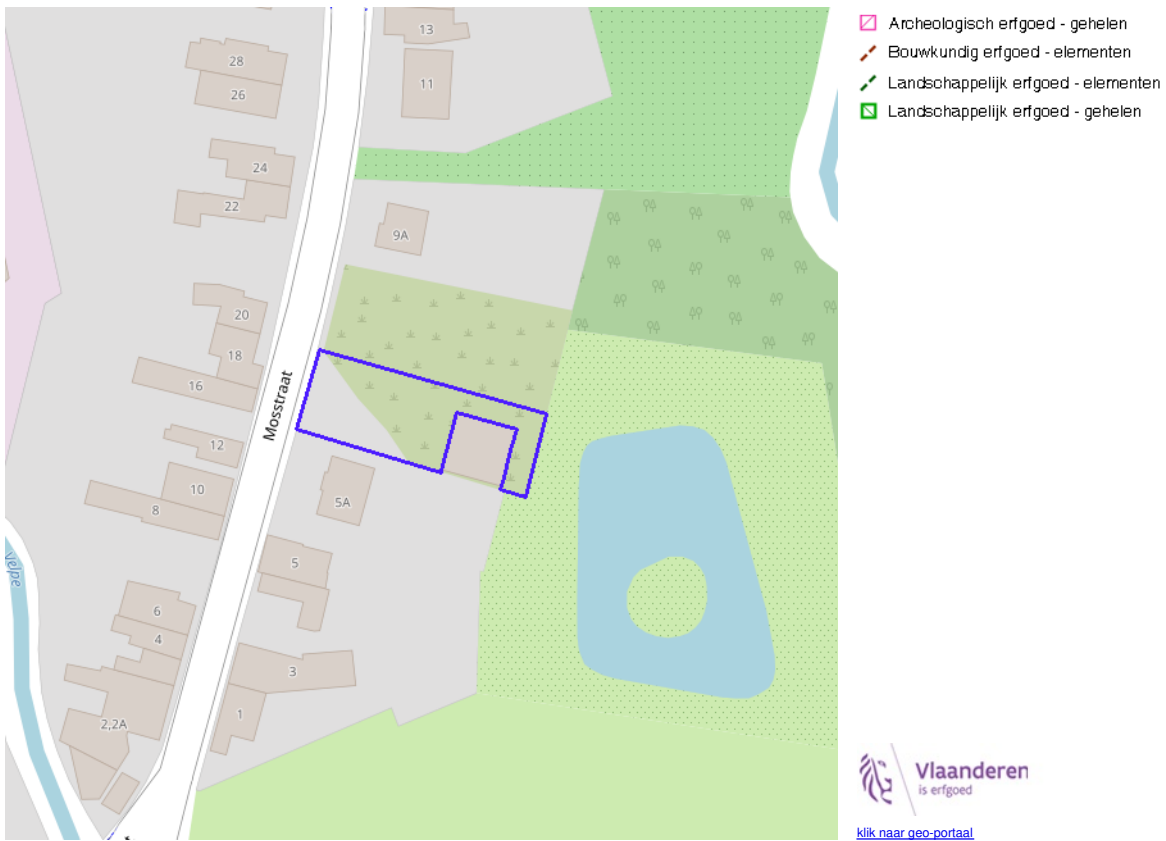 13
28
11
26
24
22
9A
20
18
16
Mosstraat
12
10
5A
8
Velpe
5
6
4
3
1
2,2A
Archeologisch erfgoed - gehelen
Bouwkundig erfgoed - elementen
Landschappelijk erfgoed - elementen
Landschappelijk erfgoed - gehelen
Vlaanderen
is erfgoed
klik naar geo-portaal